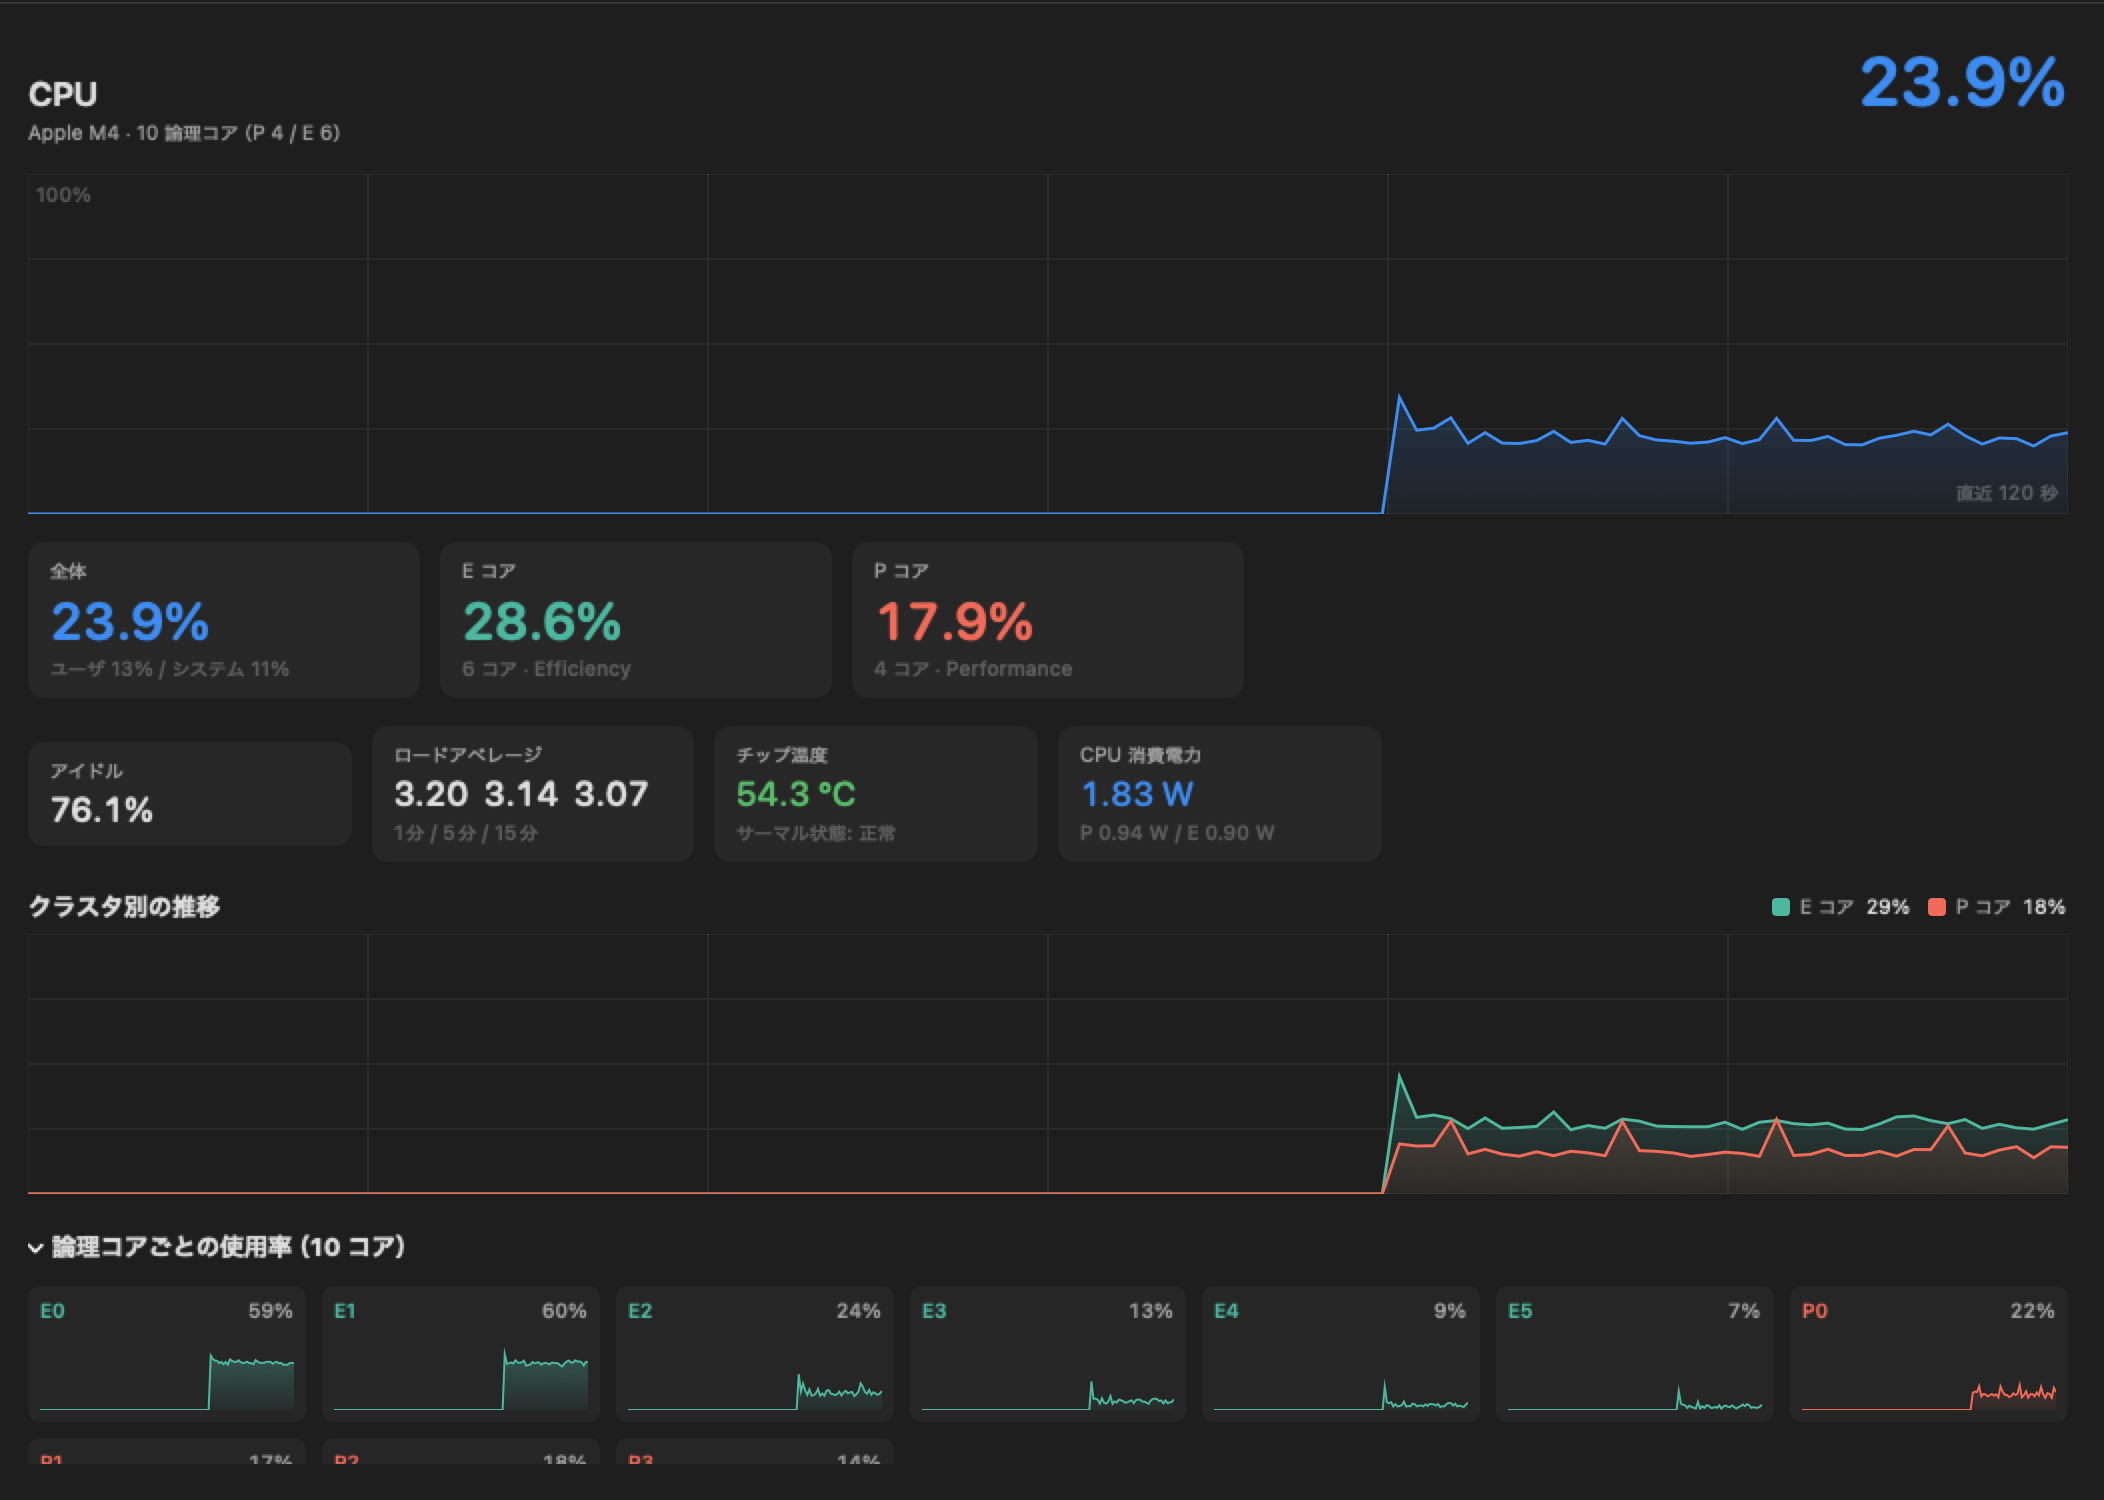 CPU
23.9%
Apple M4 · 10 論理コア (P 4 / E 6)
100%
直近 120 秒
全体
23.9%
ユーザ 13% / システム 11%
E コア
28.6%
6 コア · Efficiency
P コア
17.9%
4 コア · Performance
アイドル
76.1%
ロードアベレージ
3.20 3.14 3.07
1分 / 5分 / 15分
チップ温度
54.3 °C
サーマル状態: 正常
CPU 消費電力
1.83 W
P 0.94 W / E 0.90 W
クラスタ別の推移
E コア 29% P コア 18%
論理コアごとの使用率 (10 コア)
E0 59%
E1 60%
E2 24%
E3 13%
E4 9%
E5 7%
P0 22%
P1 17%
P2 18%
P3 14%